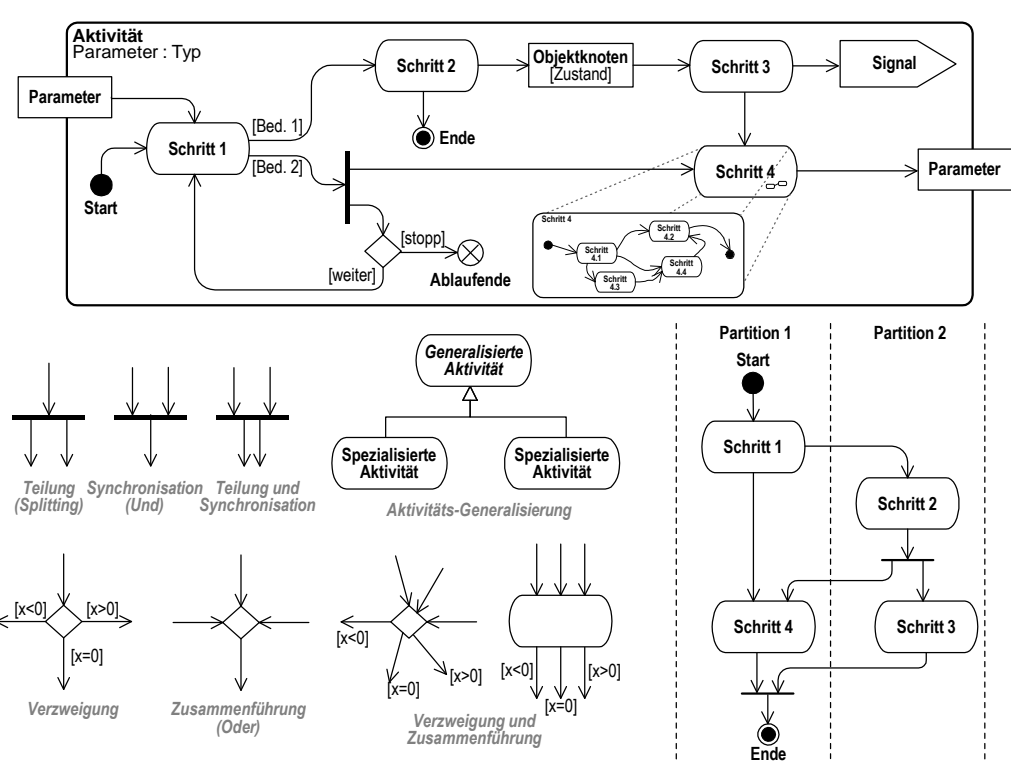 Aktivität
Parameter : Typ
Parameter
Schritt 1
Start
[Bed. 1]
[Bed. 2]
Schritt 2
Ende
Objektknoten
[Zustand]
Schritt 3
Signal
Schritt 4
Parameter
[stopp]
[weiter]
Ablaufende
Schritt 4
Schritt
4.1
Schritt
4.2
Schritt
4.3
Schritt
4.4
Teilung
(Splitting)
Synchronisation
(Und)
Teilung und
Synchronisation
Generalisierte
Aktivität
Spezialisierte
Aktivität
Spezialisierte
Aktivität
Aktivitäts-Generalisierung
[x<0]
[x>0]
[x=0]
Verzweigung
Zusammenführung
(Oder)
[x<0]
[x=0]
[x>0]
[x<0]
[x=0]
[x>0]
Verzweigung und
Zusammenführung
Partition 1
Partition 2
Start
Schritt 1
Schritt 2
Schritt 4
Schritt 3
Ende